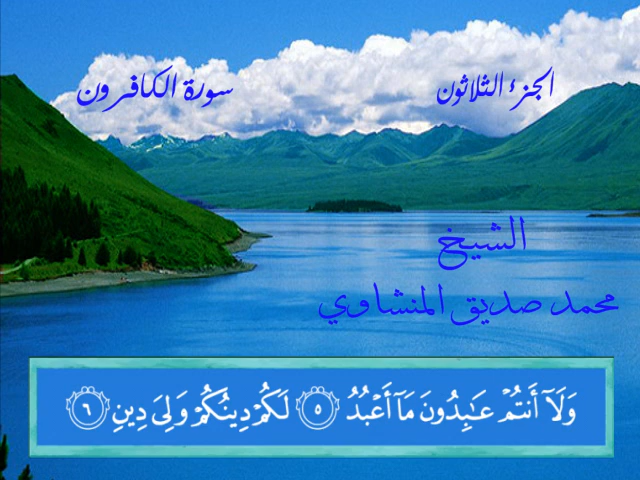 الجزء الثلاثون
سورة الكافرون
الشيخ
محمد صديق المنشاوي
وَلَآ أَنتُمْ عَٰبِدُونَ مَآ أَعْبُدُ ٥ لَكُمْ دِينُكُمْ وَلِىَ دِينِ ٦